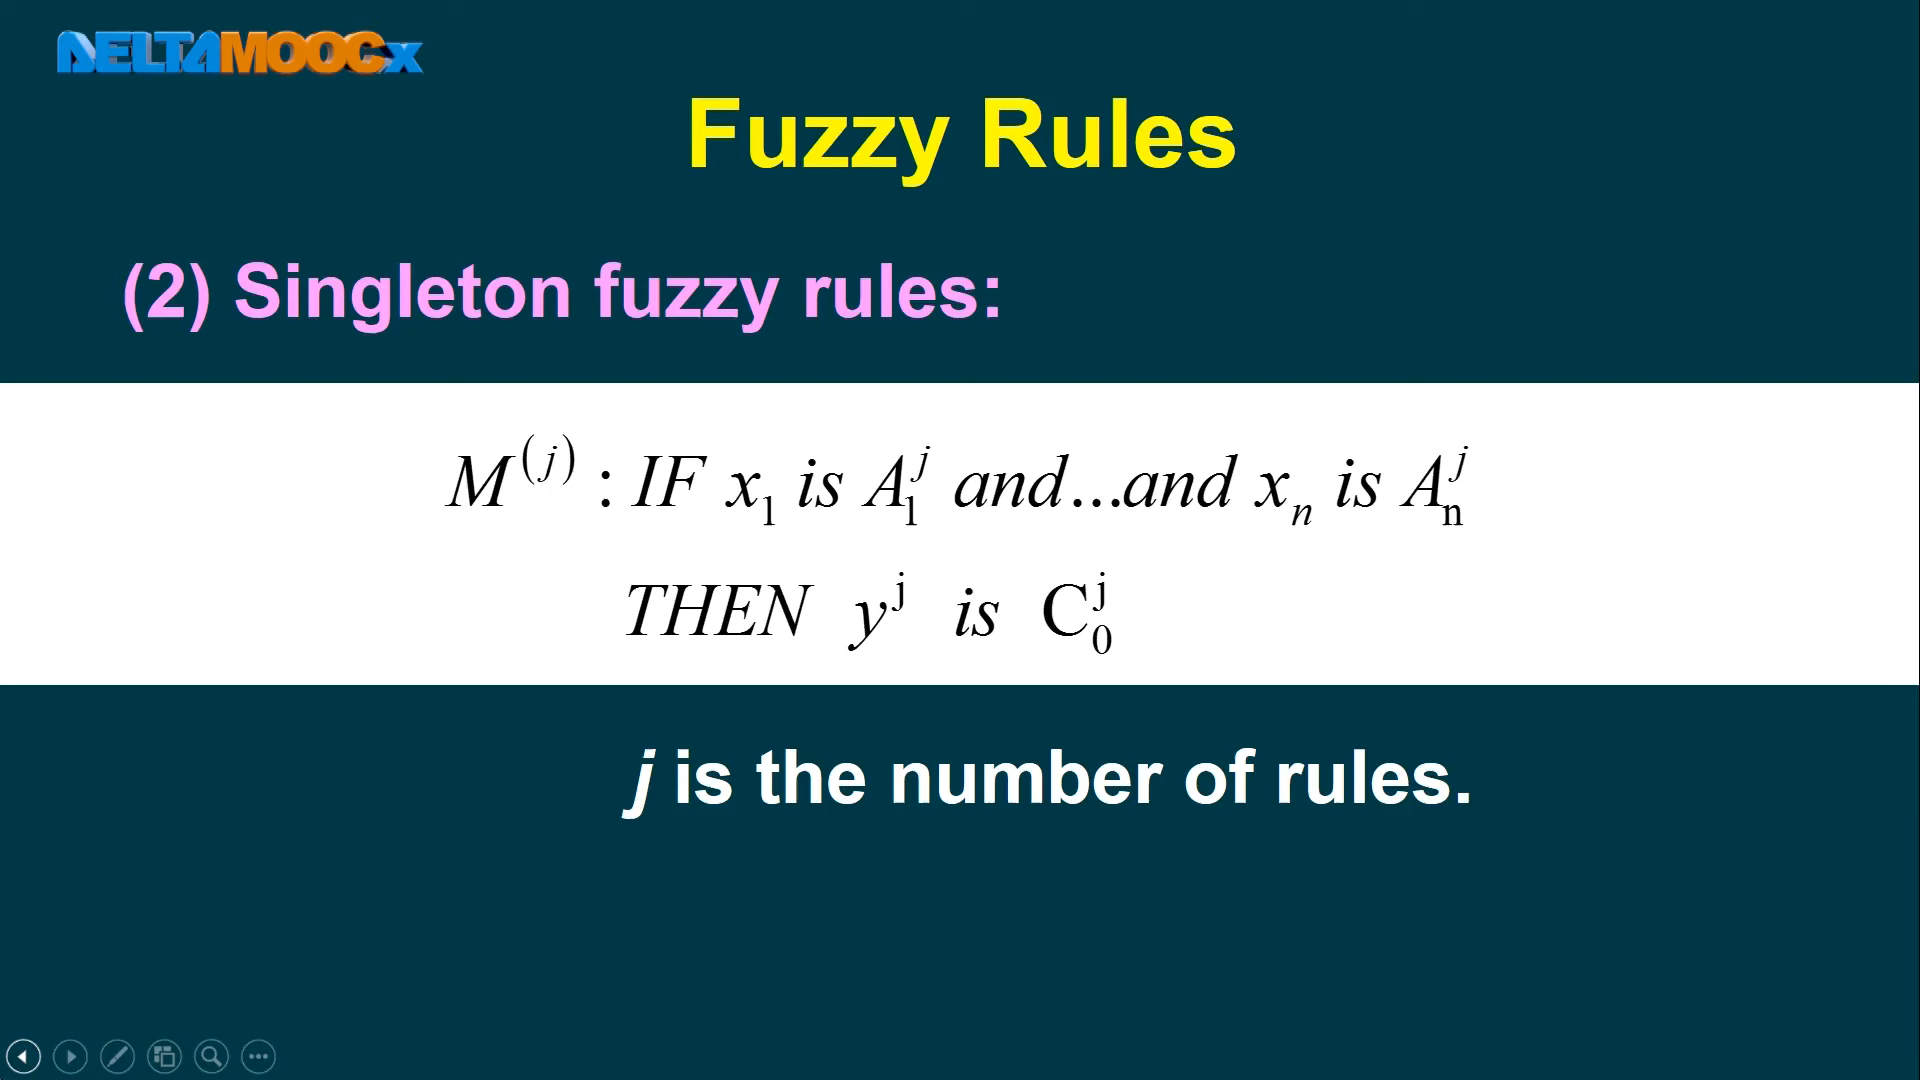 DELTAMOOCx
Fuzzy Rules
(2) Singleton fuzzy rules:
M^(j) : IF x_1 is A_1^j and...and x_n is A_n^j
THEN y^j is C_0^j
j is the number of rules.